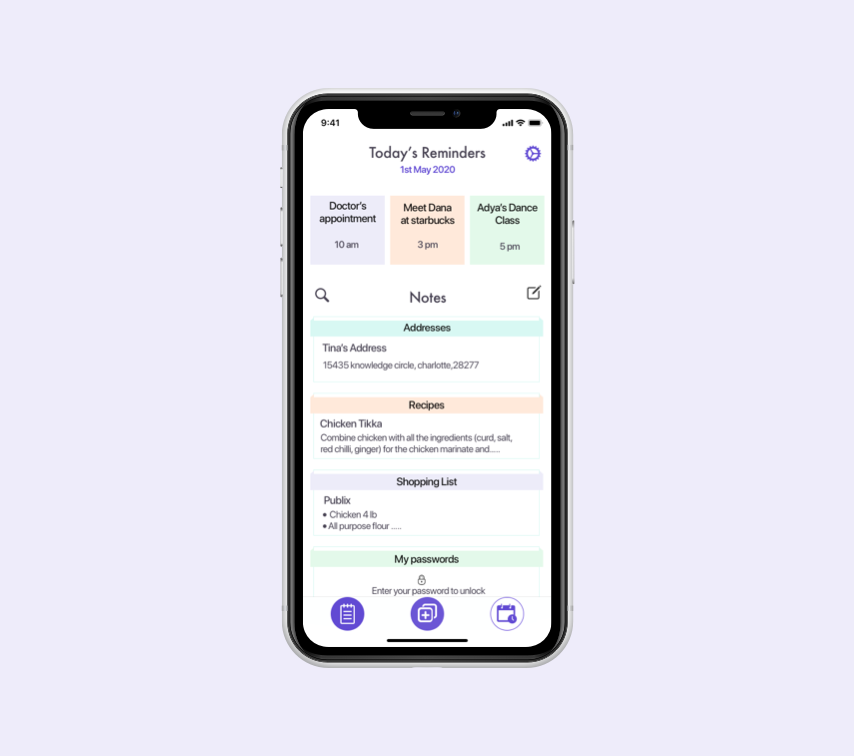 9:41
Today's Reminders
1st May 2020
Doctor's
appointment
10 am
Meet Dana
at starbucks
3 pm
Adya's Dance
Class
5 pm
Notes
Addresses
Tina's Address
15435 knowledge circle, charlotte,28277
Recipes
Chicken Tikka
Combine chicken with all the ingredients (curd, salt,
red chilli, ginger) for the chicken marinate and.....
Shopping List
Publix
• Chicken 4 lb
• All purpose flour .....
My passwords
Enter your password to unlock